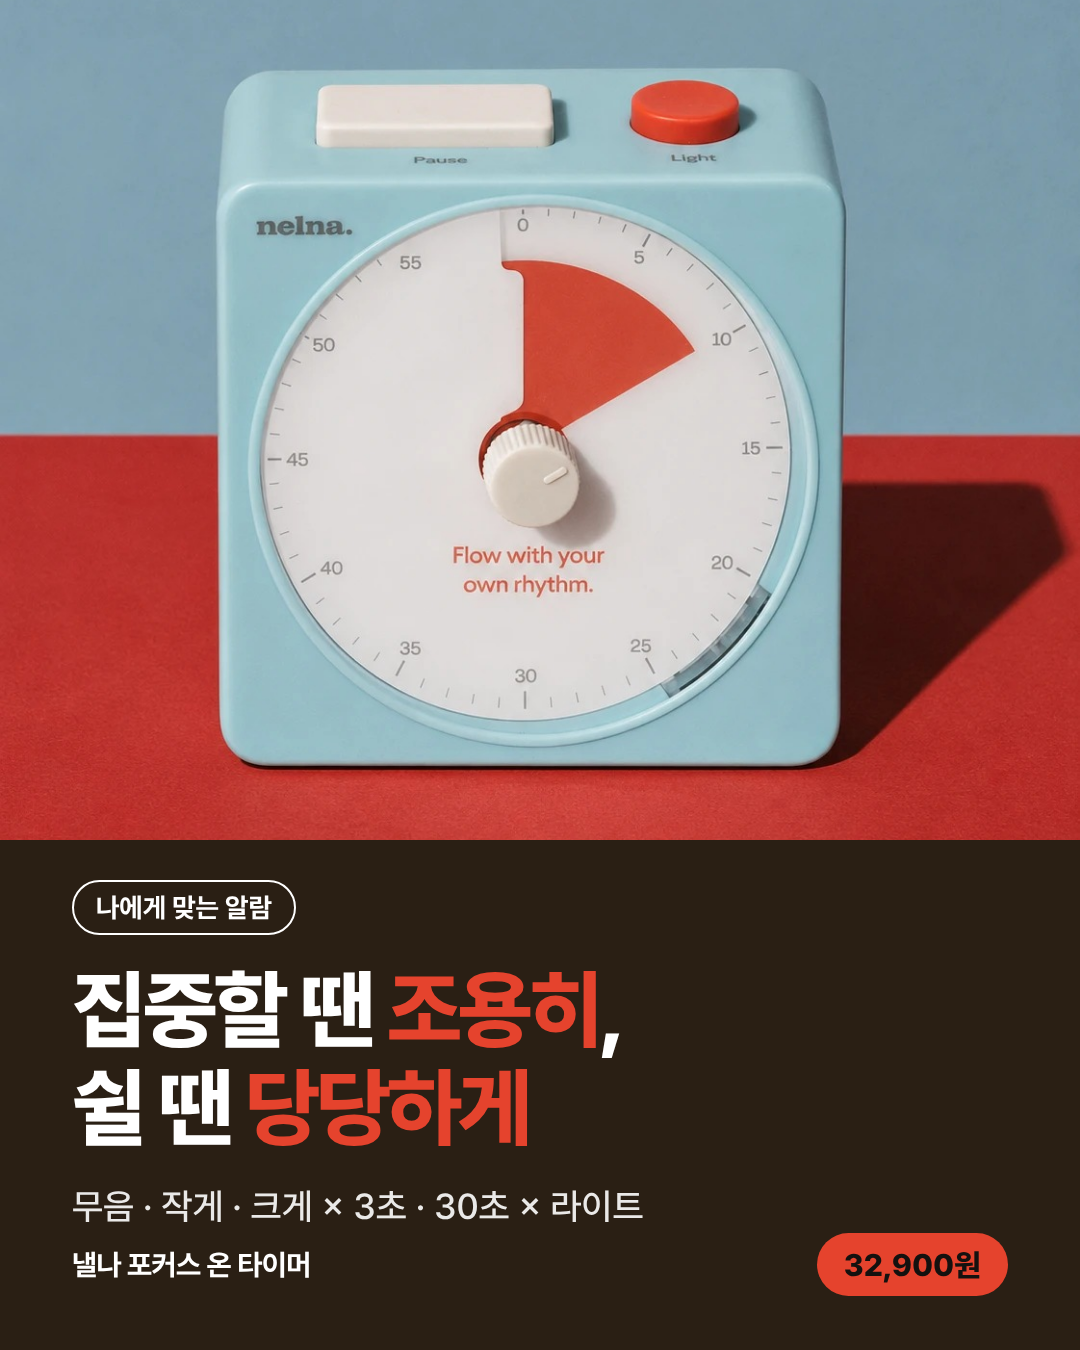 Pause
Light
nelna.
0
5
10
15
20
25
30
35
40
45
50
55
Flow with your
own rhythm.
나에게 맞는 알람
집중할 땐 조용히,
쉴 땐 당당하게
무음 · 작게 · 크게 × 3초 · 30초 × 라이트
낼나 포커스 온 타이머
32,900원